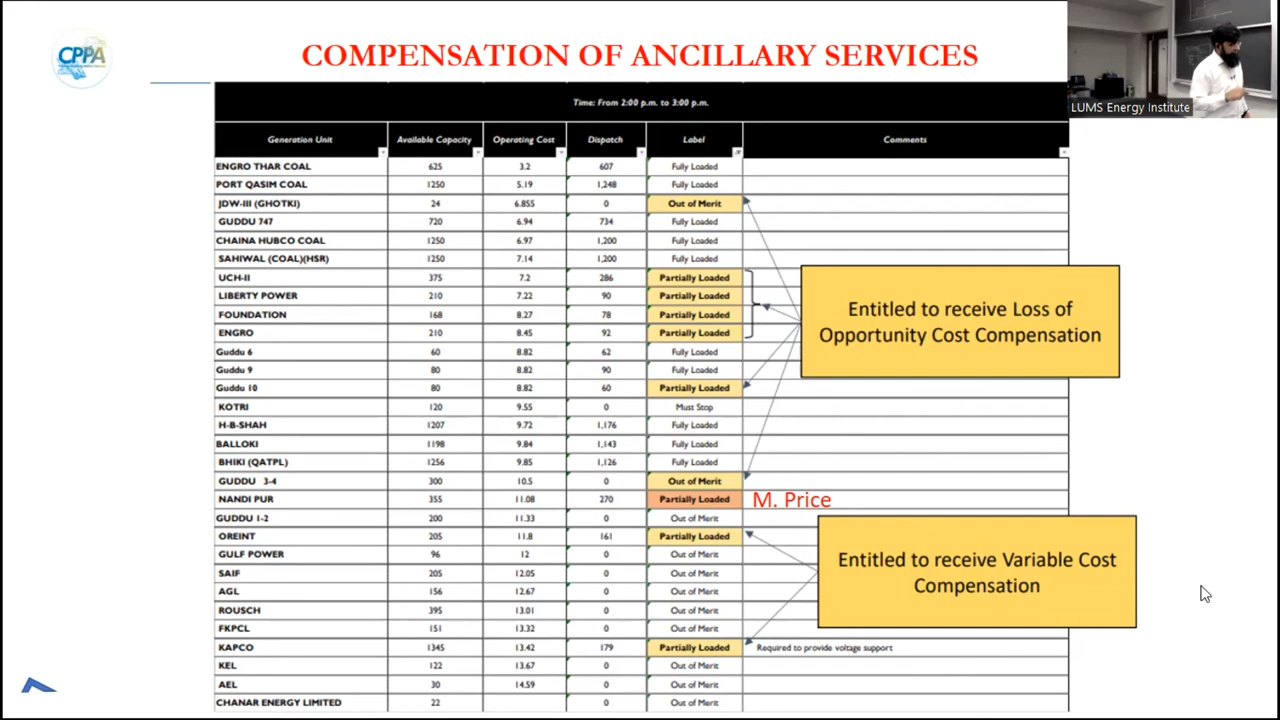 CPPA
COMPENSATION OF ANCILLARY SERVICES
LUMS Energy Institute
Time: From 2:00 p.m. to 3:00 p.m.
Generation Unit Available Capacity Operating Cost Dispatch Label Comments
ENGRO THAR COAL 625 3.2 607 Fully Loaded
PORT QASIM COAL 1250 5.19 1,248 Fully Loaded
JDW-III (GHOTKI) 24 6.855 0 Out of Merit
GUDDU 747 720 6.94 734 Fully Loaded
CHAINA HUBCO COAL 1250 6.97 1,200 Fully Loaded
SAHIWAL (COAL)(HSR) 1250 7.14 1,200 Fully Loaded
UCH-II 375 7.2 286 Partially Loaded
LIBERTY POWER 210 7.22 90 Partially Loaded
FOUNDATION 168 8.27 78 Partially Loaded
ENGRO 210 8.45 92 Partially Loaded
Entitled to receive Loss of
Opportunity Cost Compensation
Guddu 6 60 8.82 62 Fully Loaded
Guddu 9 80 8.82 90 Fully Loaded
Guddu 10 80 8.82 60 Partially Loaded
KOTRI 120 9.55 0 Must Stop
H-B-SHAH 1207 9.72 1,176 Fully Loaded
BALLOKI 1198 9.84 1,143 Fully Loaded
BHIKI (QATPL) 1256 9.85 1,126 Fully Loaded
GUDDU 3-4 300 10.5 0 Out of Merit
NANDI PUR 355 11.08 270 Partially Loaded M. Price
GUDDU 1-2 200 11.33 0 Out of Merit
OREINT 205 11.8 161 Partially Loaded
GULF POWER 96 12 0 Out of Merit
SAIF 205 12.05 0 Out of Merit
AGL 156 12.67 0 Out of Merit
Entitled to receive Variable Cost
Compensation
ROUSCH 395 13.01 0 Out of Merit
FKPCL 151 13.32 0 Out of Merit
KAPCO 1345 13.42 179 Partially Loaded Required to provide voltage support
KEL 122 13.67 0 Out of Merit
AEL 30 14.59 0 Out of Merit
CHANAR ENERGY LIMITED 22 0 Out of Merit